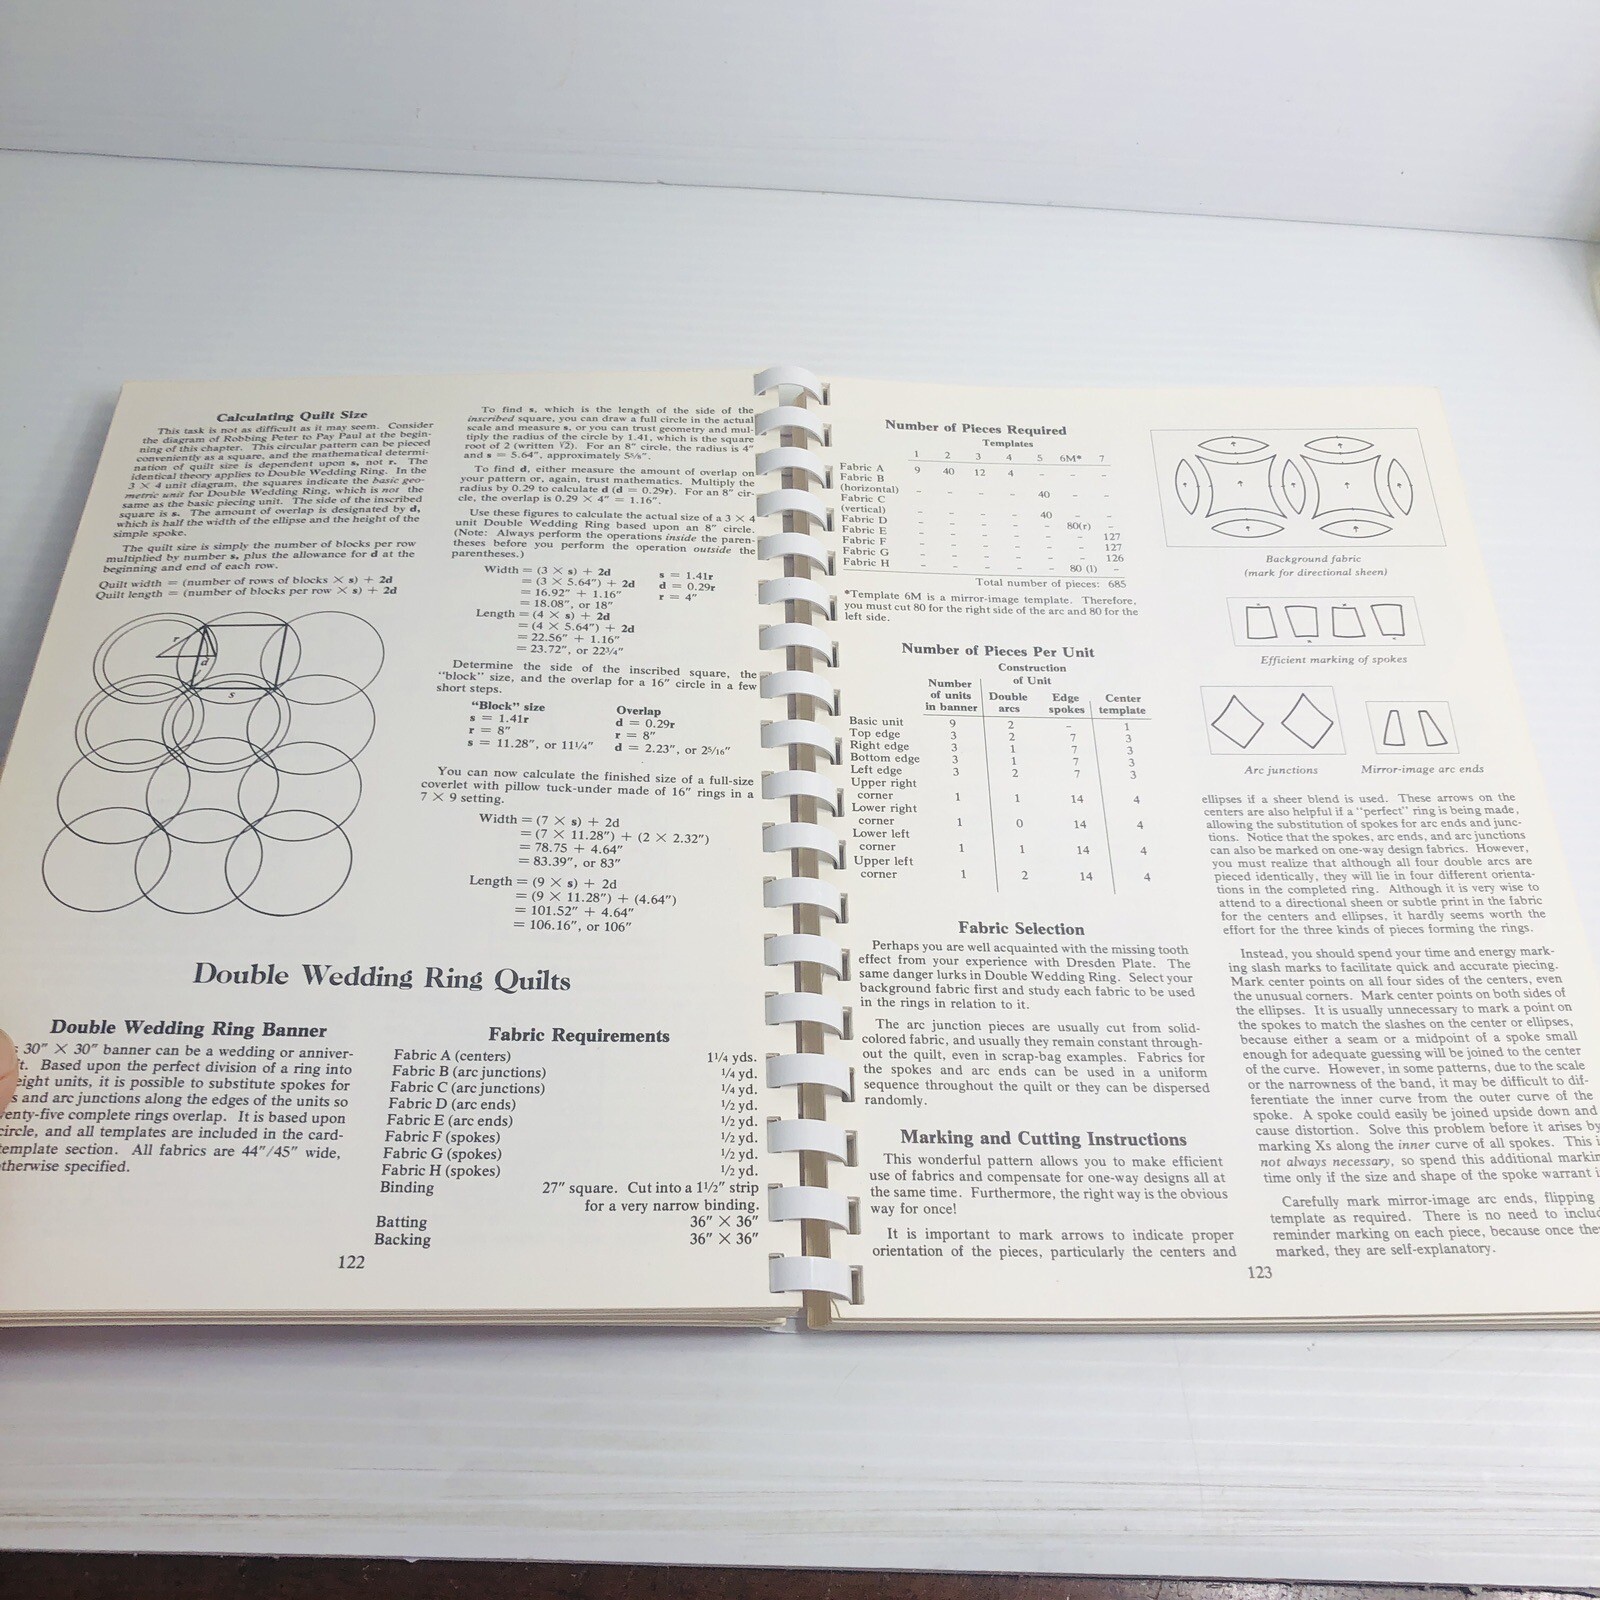 Calculating Quilt Size
This task is not as difficult as it may seem. Consider
the diagram of Robbing Peter to Pay Paul at the begin-
ning of this chapter. This circular pattern can be pieced
conveniently as a square, and the mathematical determi-
nation of quilt size is dependent upon s, not r. The
identical theory applies to Double Wedding Ring. In the
3 × 4 unit diagram, the squares indicate the basic geo-
metric unit for Double Wedding Ring, which is not the
same as the basic piecing unit. The side of the inscribed
square is s. The amount of overlap is designated by d,
which is half the width of the ellipse and the height of the
simple spoke.
The quilt size is simply the number of blocks per row
multiplied by number s, plus the allowance for d at the
beginning and end of each row.
Quilt width = (number of rows of blocks × s) + 2d
Quilt length = (number of blocks per row × s) + 2d
r
d
s
To find s, which is the length of the side of the
inscribed square, you can draw a full circle in the actual
scale and measure s, or you can trust geometry and mul-
tiply the radius of the circle by 1.41, which is the square
root of 2 (written √2). For an 8″ circle, the radius is 4″
and s = 5.64″, approximately 5⅝″.
To find d, either measure the amount of overlap on
your pattern or, again, trust mathematics. Multiply the
radius by 0.29 to calculate d (d = 0.29r). For an 8″ cir-
cle, the overlap is 0.29 × 4″ = 1.16″.
Use these figures to calculate the actual size of a 3 × 4
unit Double Wedding Ring based upon an 8″ circle.
(Note: Always perform the operations inside the paren-
theses before you perform the operation outside the
parentheses.)
Width = (3 × s) + 2d
= (3 × 5.64″) + 2d
= 16.92″ + 1.16″
= 18.08″, or 18″
s = 1.41r
d = 0.29r
r = 4″
Length = (4 × s) + 2d
= (4 × 5.64″) + 2d
= 22.56″ + 1.16″
= 23.72″, or 22¾″
Determine the side of the inscribed square, the
"block" size, and the overlap for a 16″ circle in a few
short steps.
"Block" size
s = 1.41r
r = 8″
s = 11.28″, or 11¼″
Overlap
d = 0.29r
r = 8″
d = 2.23″, or 2⁵⁄₁₆″
You can now calculate the finished size of a full-size
coverlet with pillow tuck-under made of 16″ rings in a
7 × 9 setting.
Width = (7 × s) + 2d
= (7 × 11.28″) + (2 × 2.32″)
= 78.75 + 4.64″
= 83.39″, or 83″
Length = (9 × s) + 2d
= (9 × 11.28″) + (4.64″)
= 101.52″ + 4.64″
= 106.16″, or 106″
Double Wedding Ring Quilts
Double Wedding Ring Banner
30″ × 30″ banner can be a wedding or anniver-
Based upon the perfect division of a ring into
eight units, it is possible to substitute spokes for
and arc junctions along the edges of the units so
enty-five complete rings overlap. It is based upon
circle, and all templates are included in the card-
template section. All fabrics are 44″/45″ wide,
therwise specified.
Fabric Requirements
Fabric A (centers) 1¼ yds.
Fabric B (arc junctions) ¼ yd.
Fabric C (arc junctions) ¼ yd.
Fabric D (arc ends) ½ yd.
Fabric E (arc ends) ½ yd.
Fabric F (spokes) ½ yd.
Fabric G (spokes) ½ yd.
Fabric H (spokes) ½ yd.
Binding 27″ square. Cut into a 1½″ strip
for a very narrow binding.
Batting 36″ × 36″
Backing 36″ × 36″
122
Number of Pieces Required
Templates
1 2 3 4 5 6M* 7
Fabric A 9 40 12 4 – – –
Fabric B
(horizontal) – – – – 40 – –
Fabric C
(vertical) – – – – 40 – –
Fabric D – – – – – 80(r) –
Fabric E – – – – – – 127
Fabric F – – – – – – 127
Fabric G – – – – – – 126
Fabric H – – – – – 80 (l) –
Total number of pieces: 685
*Template 6M is a mirror-image template. Therefore,
you must cut 80 for the right side of the arc and 80 for the
left side.
Number of Pieces Per Unit
Construction
of Unit
Number
of units
in banner
Double
arcs
Edge
spokes
Center
template
Basic unit 9 2 – 1
Top edge 3 2 7 3
Right edge 3 1 7 3
Bottom edge 3 1 7 3
Left edge 3 2 7 3
Upper right
corner 1 1 14 4
Lower right
corner 1 0 14 4
Lower left
corner 1 1 14 4
Upper left
corner 1 2 14 4
Fabric Selection
Perhaps you are well acquainted with the missing tooth
effect from your experience with Dresden Plate. The
same danger lurks in Double Wedding Ring. Select your
background fabric first and study each fabric to be used
in the rings in relation to it.
The arc junction pieces are usually cut from solid-
colored fabric, and usually they remain constant through-
out the quilt, even in scrap-bag examples. Fabrics for
the spokes and arc ends can be used in a uniform
sequence throughout the quilt or they can be dispersed
randomly.
Marking and Cutting Instructions
This wonderful pattern allows you to make efficient
use of fabrics and compensate for one-way designs all at
the same time. Furthermore, the right way is the obvious
way for once!
It is important to mark arrows to indicate proper
orientation of the pieces, particularly the centers and
Background fabric
(mark for directional sheen)
Efficient marking of spokes
Arc junctions
Mirror-image arc ends
ellipses if a sheer blend is used. These arrows on the
centers are also helpful if a "perfect" ring is being made,
allowing the substitution of spokes for arc ends and junc-
tions. Notice that the spokes, arc ends, and arc junctions
can also be marked on one-way design fabrics. However,
you must realize that although all four double arcs are
pieced identically, they will lie in four different orienta-
tions in the completed ring. Although it is very wise to
attend to a directional sheen or subtle print in the fabric
for the centers and ellipses, it hardly seems worth the
effort for the three kinds of pieces forming the rings.
Instead, you should spend your time and energy mark-
ing slash marks to facilitate quick and accurate piecing.
Mark center points on all four sides of the centers, even
the unusual corners. Mark center points on both sides of
the ellipses. It is usually unnecessary to mark a point on
the spokes to match the slashes on the center or ellipses,
because either a seam or a midpoint of a spoke small
enough for adequate guessing will be joined to the center
of the curve. However, in some patterns, due to the scale
or the narrowness of the band, it may be difficult to dif-
ferentiate the inner curve from the outer curve of the
spoke. A spoke could easily be joined upside down and
cause distortion. Solve this problem before it arises by
marking Xs along the inner curve of all spokes. This i
not always necessary, so spend this additional markin
time only if the size and shape of the spoke warrant i
Carefully mark mirror-image arc ends, flipping
template as required. There is no need to includ
reminder marking on each piece, because once the
marked, they are self-explanatory.
123